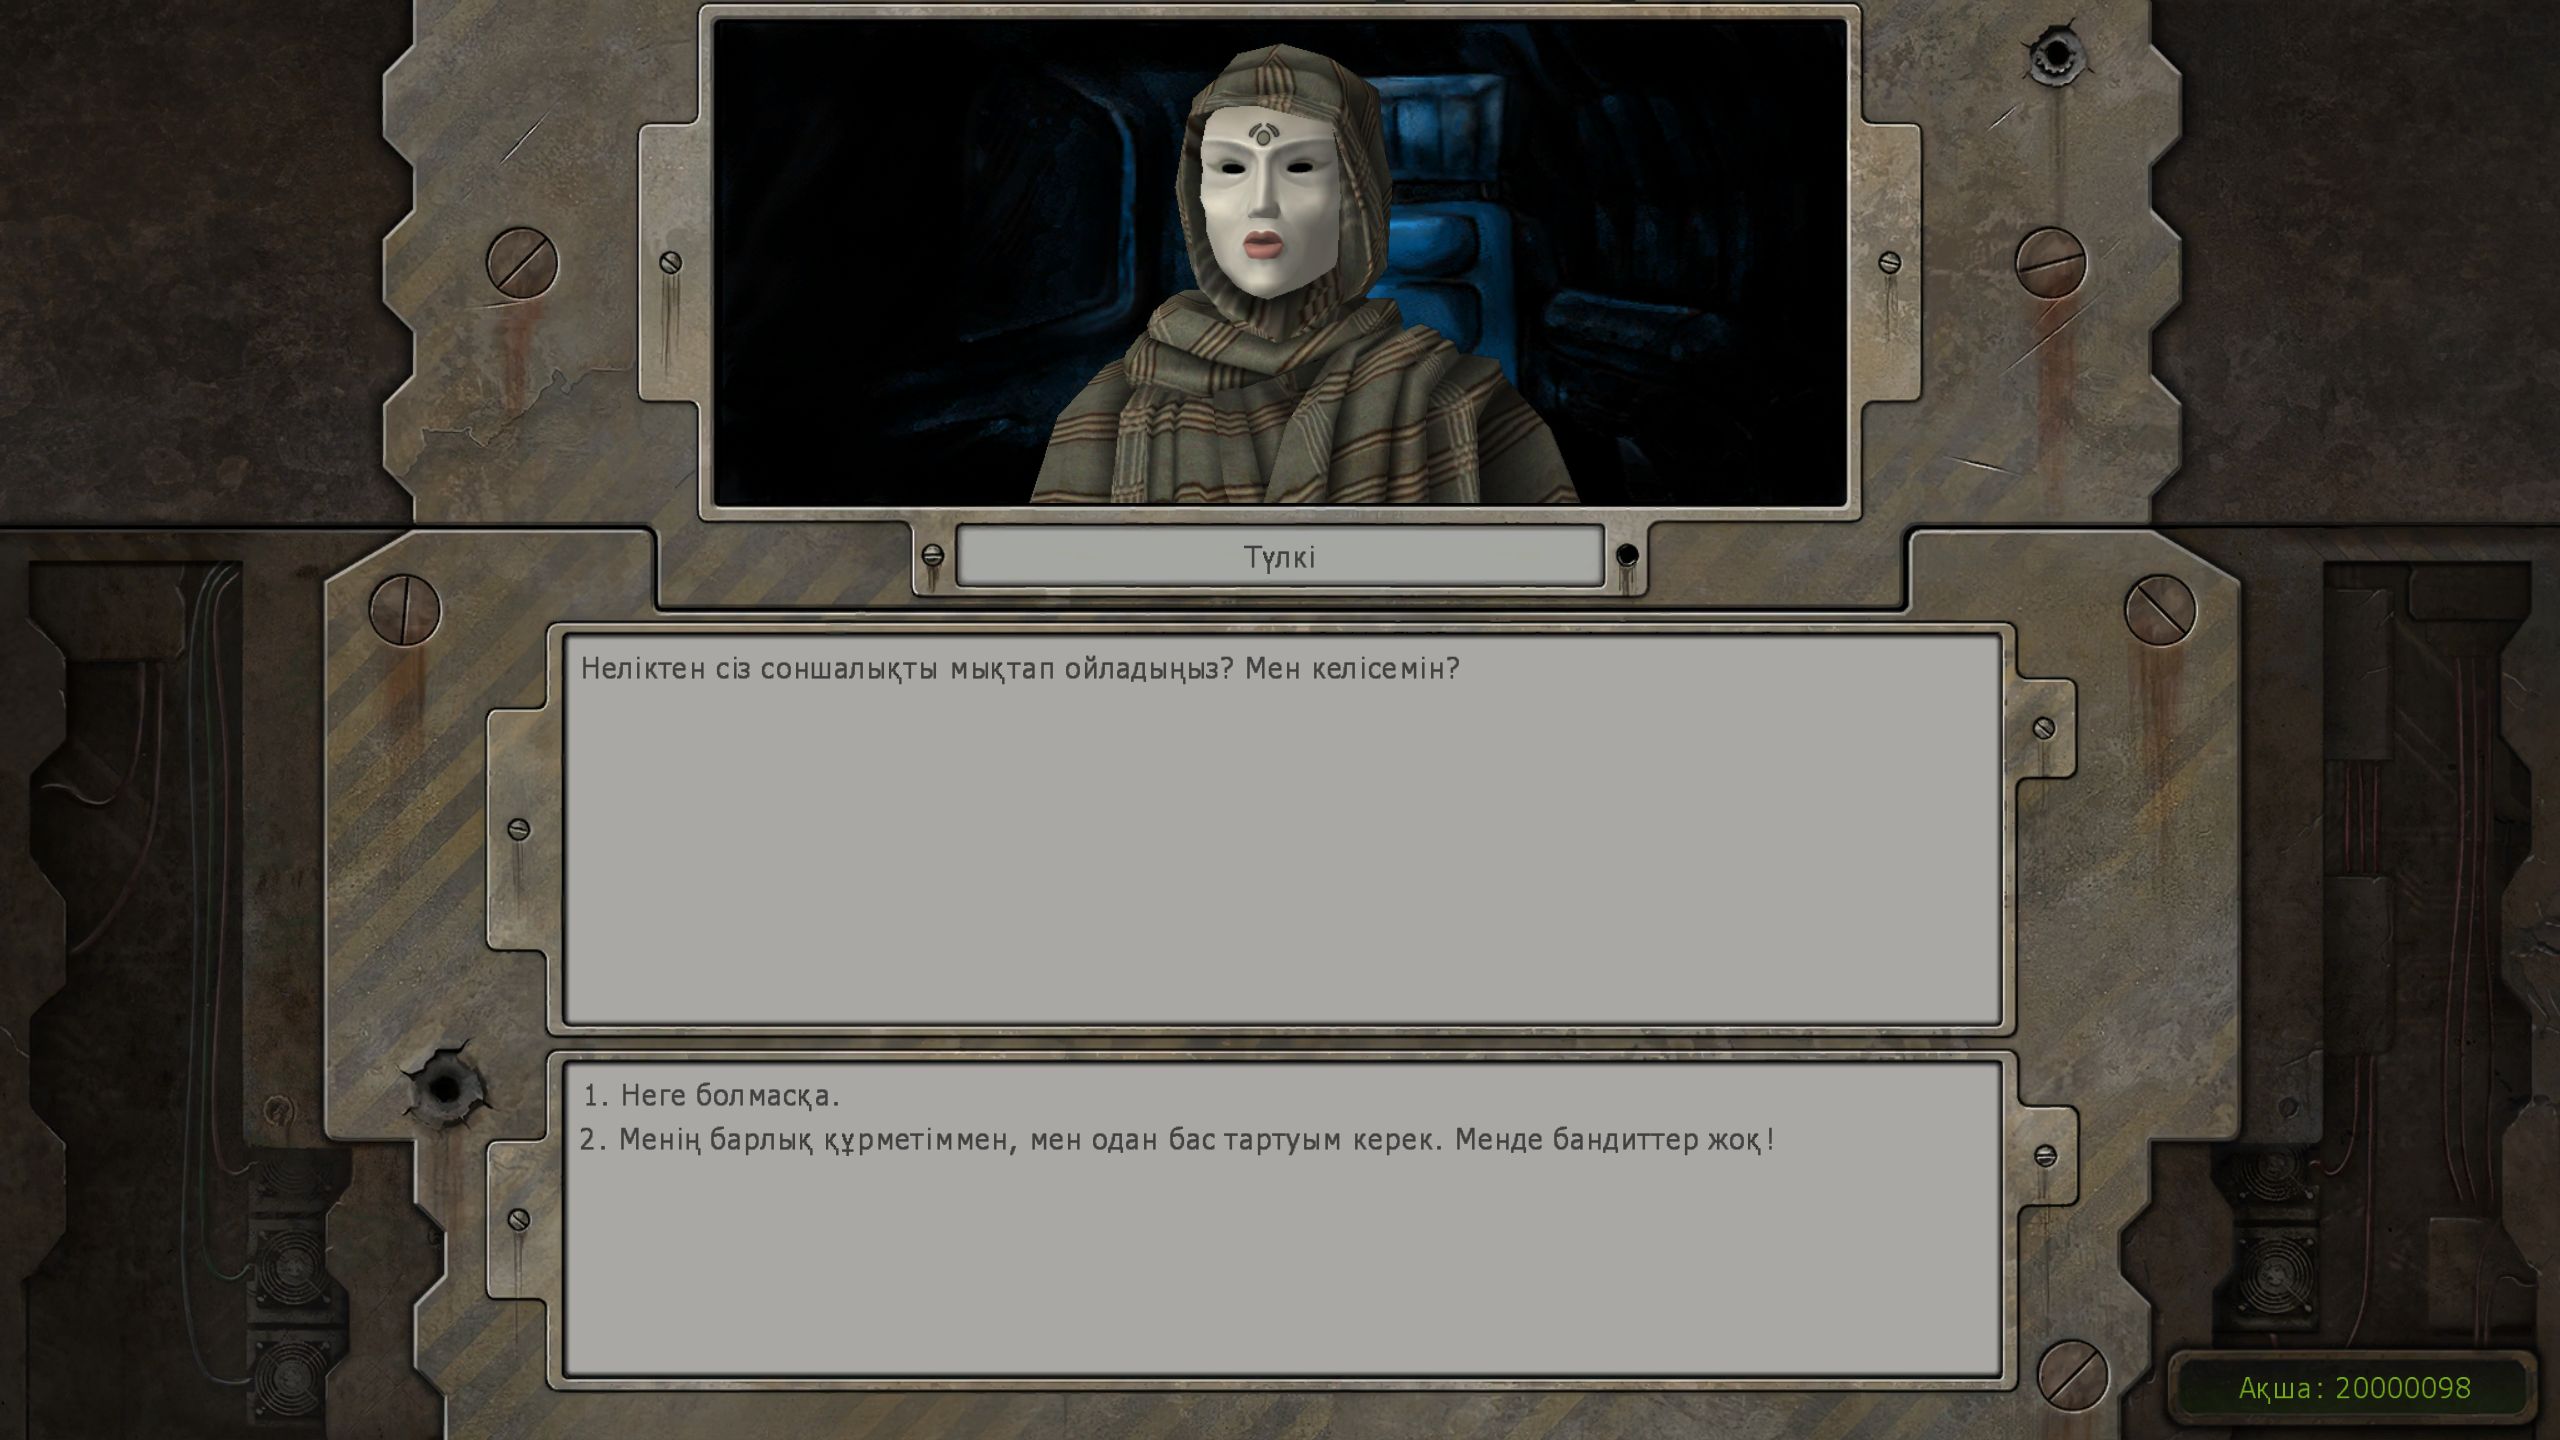 Түлкі
Неліктен сіз соншалықты мықтап ойладыңыз? Мен келісемін?
1. Неге болмасқа.
2. Менің барлық құрметіммен, мен одан бас тартуым керек. Менде бандиттер жоқ!
Ақша: 20000098